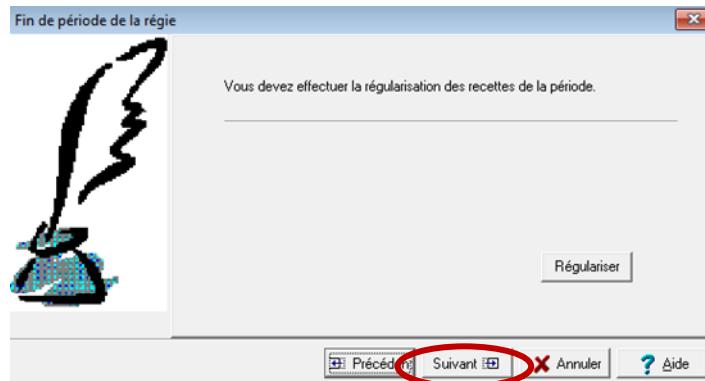 Fin de période de la régie
Vous devez effectuer la régularisation des recettes de la période.
Régulariser
Précédent Suivant Annuler Aide